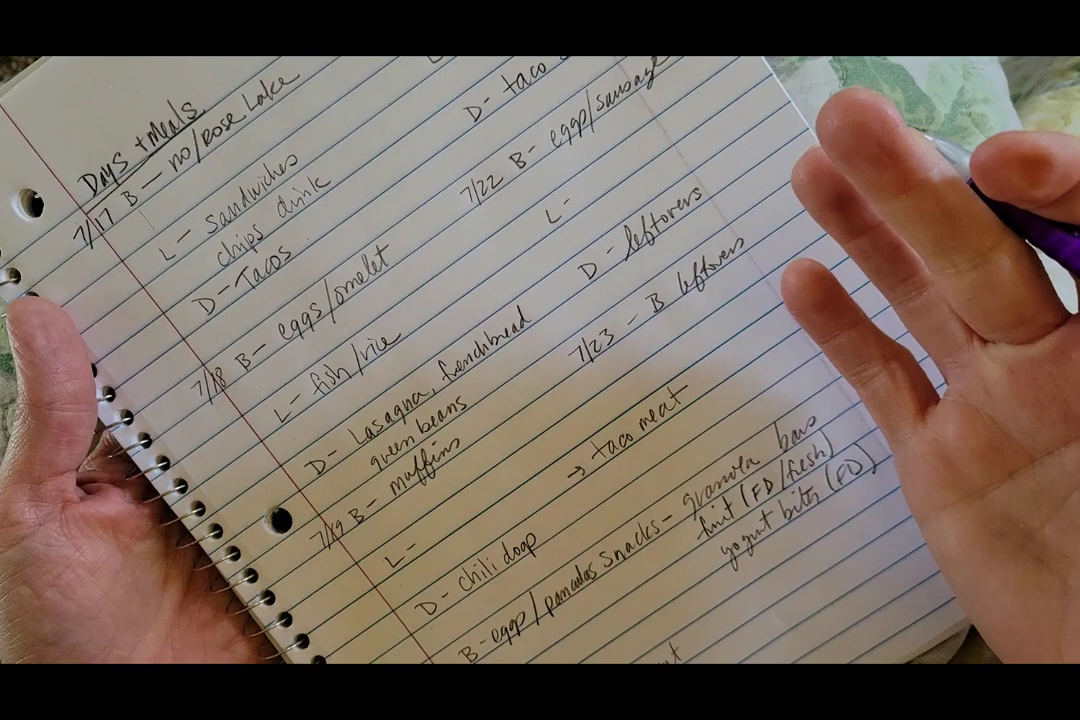 Days + Meals
7/17 B - no/Rose Lake
L - sandwiches
chips drink
D - Tacos
7/18 B - eggs/omelet
L - fish/rice
D - Lasagna, frenchbread
green beans
7/19 B - muffins
L -
D - chili doop
B - eggs/pancakes
D - taco
7/22 B - eggs/sausage
L -
D - leftovers
7/23 - B leftovers
→ taco meat
Snacks - granola bars
fruit (FD/fresh)
yogurt bites (FD)